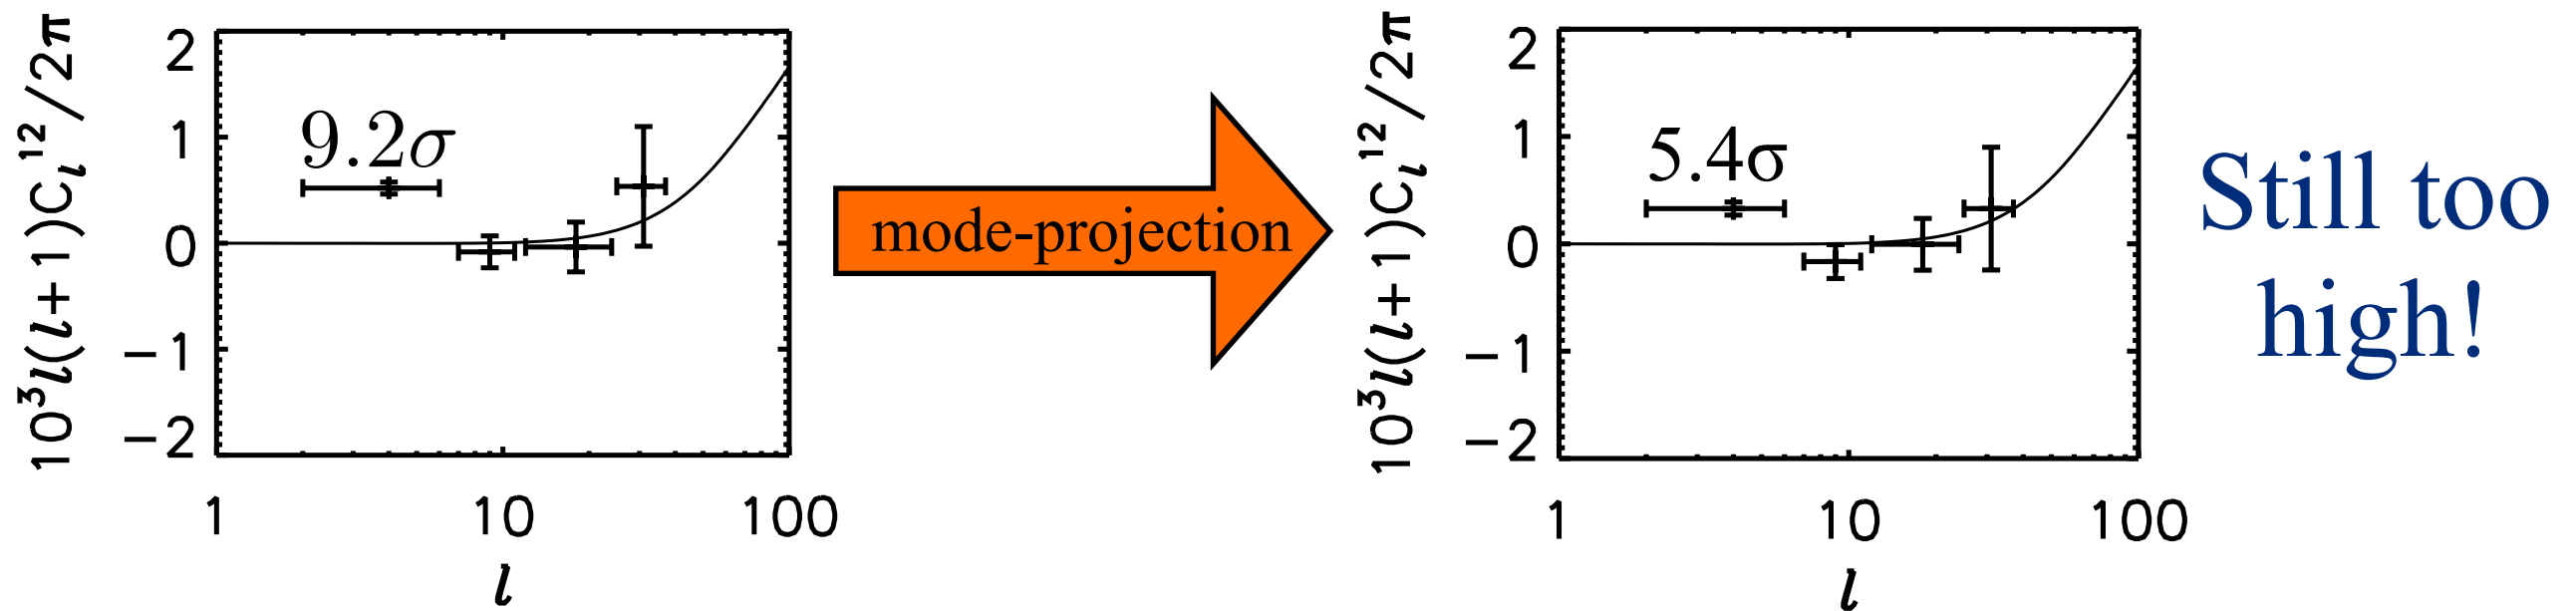 10³l(l+1)C_l¹²/2π
2
1
0
−1
−2
9.2σ
1 10 100
l
mode-projection
10³l(l+1)C_l¹²/2π
2
1
0
−1
−2
5.4σ
1 10 100
l
Still too
high!